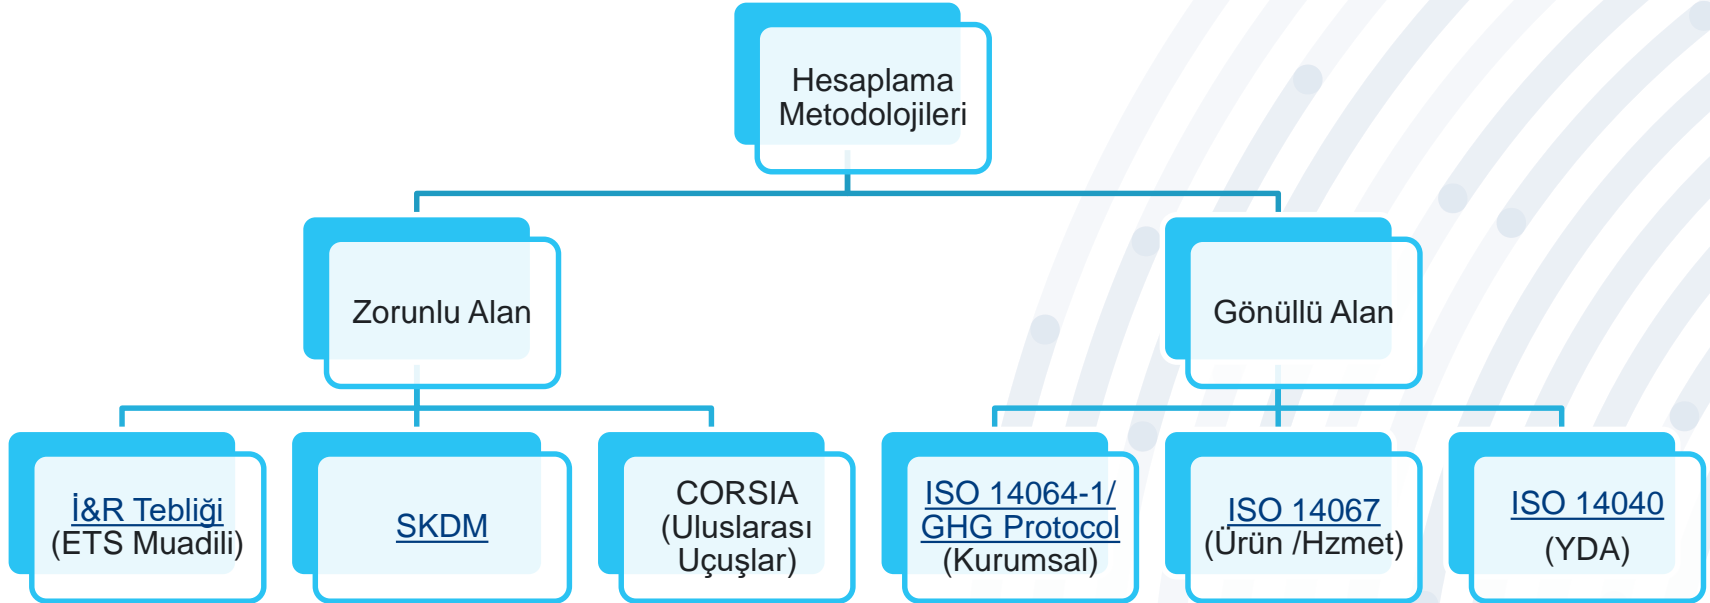 Hesaplama
Metodolojileri
Zorunlu Alan
Gönüllü Alan
İ&R Tebliği
(ETS Muadili)
SKDM
CORSIA
(Uluslarası
Uçuşlar)
ISO 14064-1/
GHG Protocol
(Kurumsal)
ISO 14067
(Ürün /Hzmet)
ISO 14040
(YDA)